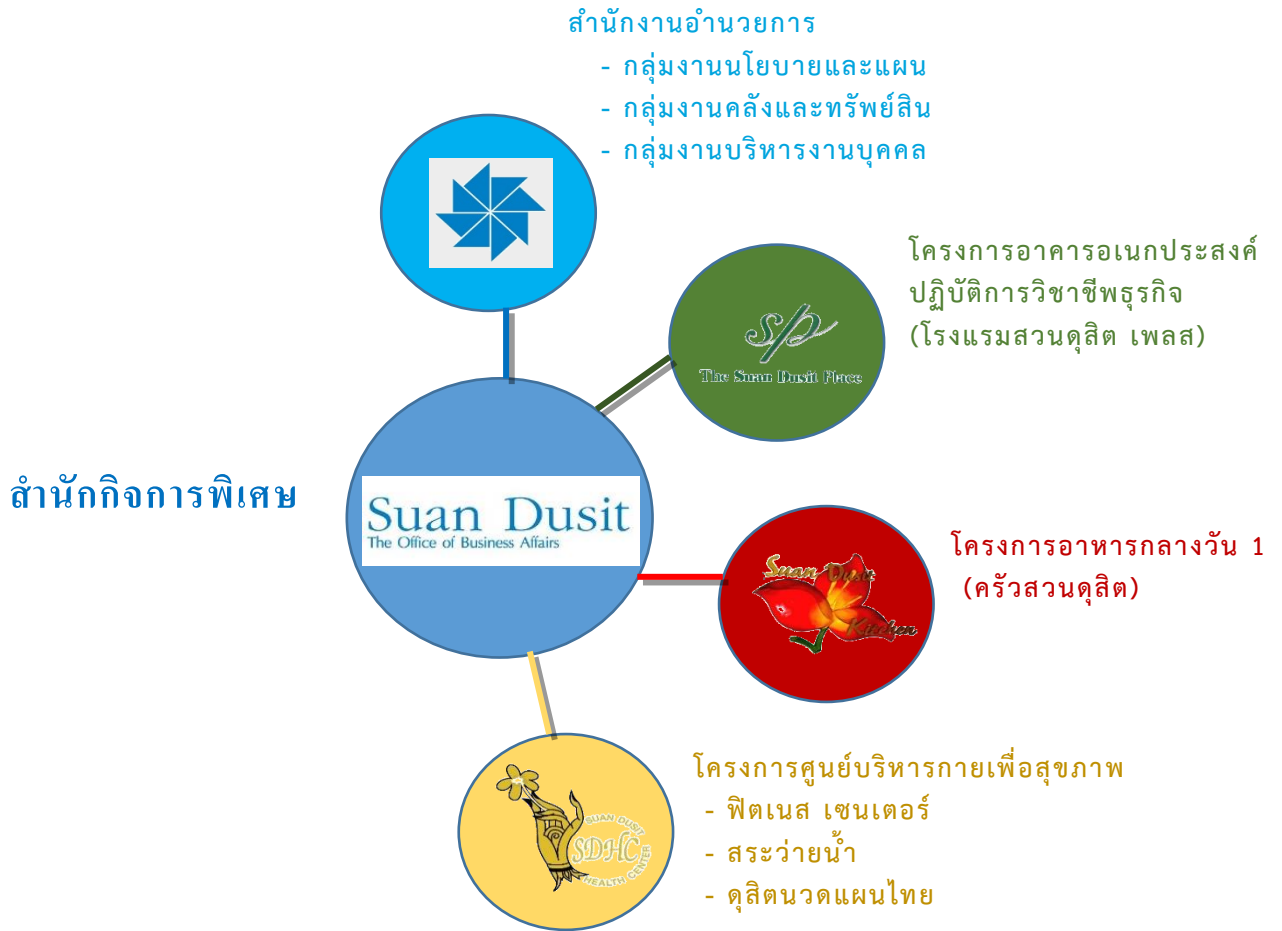 สำนักงานอำนวยการ
- กลุ่มงานนโยบายและแผน
- กลุ่มงานคลังและทรัพย์สิน
- กลุ่มงานบริหารงานบุคคล
โครงการอาคารอเนกประสงค์
ปฏิบัติการวิชาชีพธุรกิจ
(โรงแรมสวนดุสิต เพลส)
sp
The Suan Dusit Place
สำนักกิจการพิเศษ
Suan Dusit
The Office of Business Affairs
โครงการอาหารกลางวัน 1
(ครัวสวนดุสิต)
Suan Dusit
Kitchen
โครงการศูนย์บริหารกายเพื่อสุขภาพ
- ฟิตเนส เซนเตอร์
- สระว่ายน้ำ
- ดุสิตนวดแผนไทย
SUAN DUSIT
SDHC
HEALTH CENTER